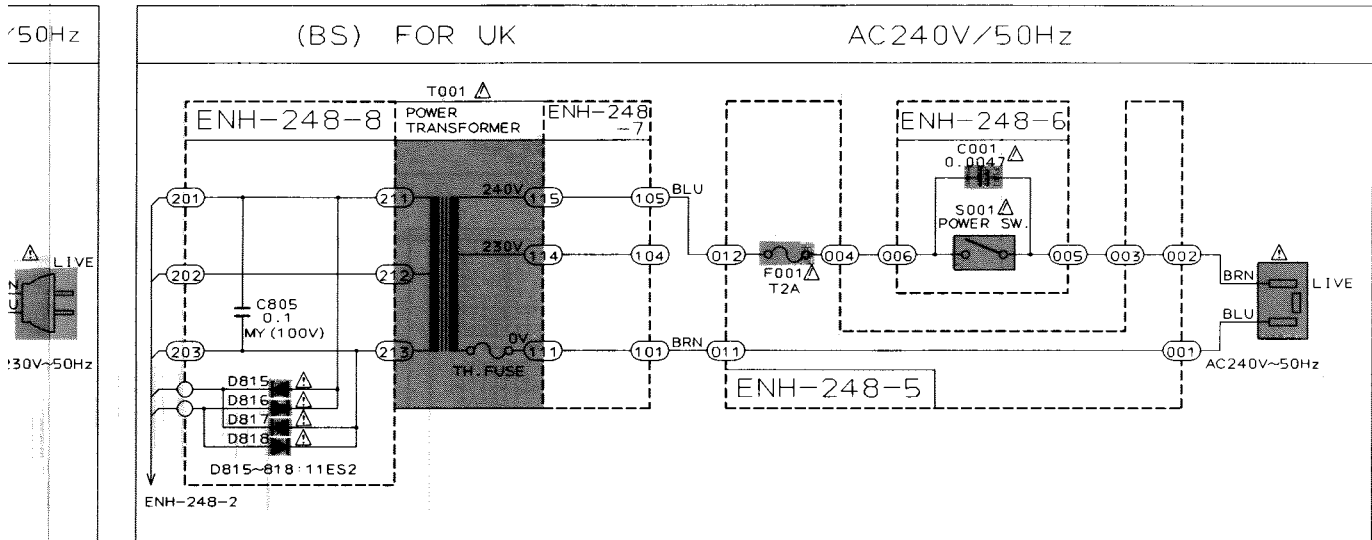 /50Hz
(BS) FOR UK
AC240V/50Hz
T001
ENH-248-8
POWER
TRANSFORMER
ENH-248
-7
ENH-248-6
C001
0.0047
201
211
240V
115
105
BLU
S001
POWER SW.
LIVE
202
212
230V
114
104
012
F001
T2A
004
006
005
003
002
BRN
LIVE
BLU
C805
0.1
MY (100V)
203
213
0V
TH. FUSE
111
101
BRN
011
001
230V~50Hz
AC240V~50Hz
ENH-248-5
D815
D816
D817
D818
D815~818:11ES2
ENH-248-2